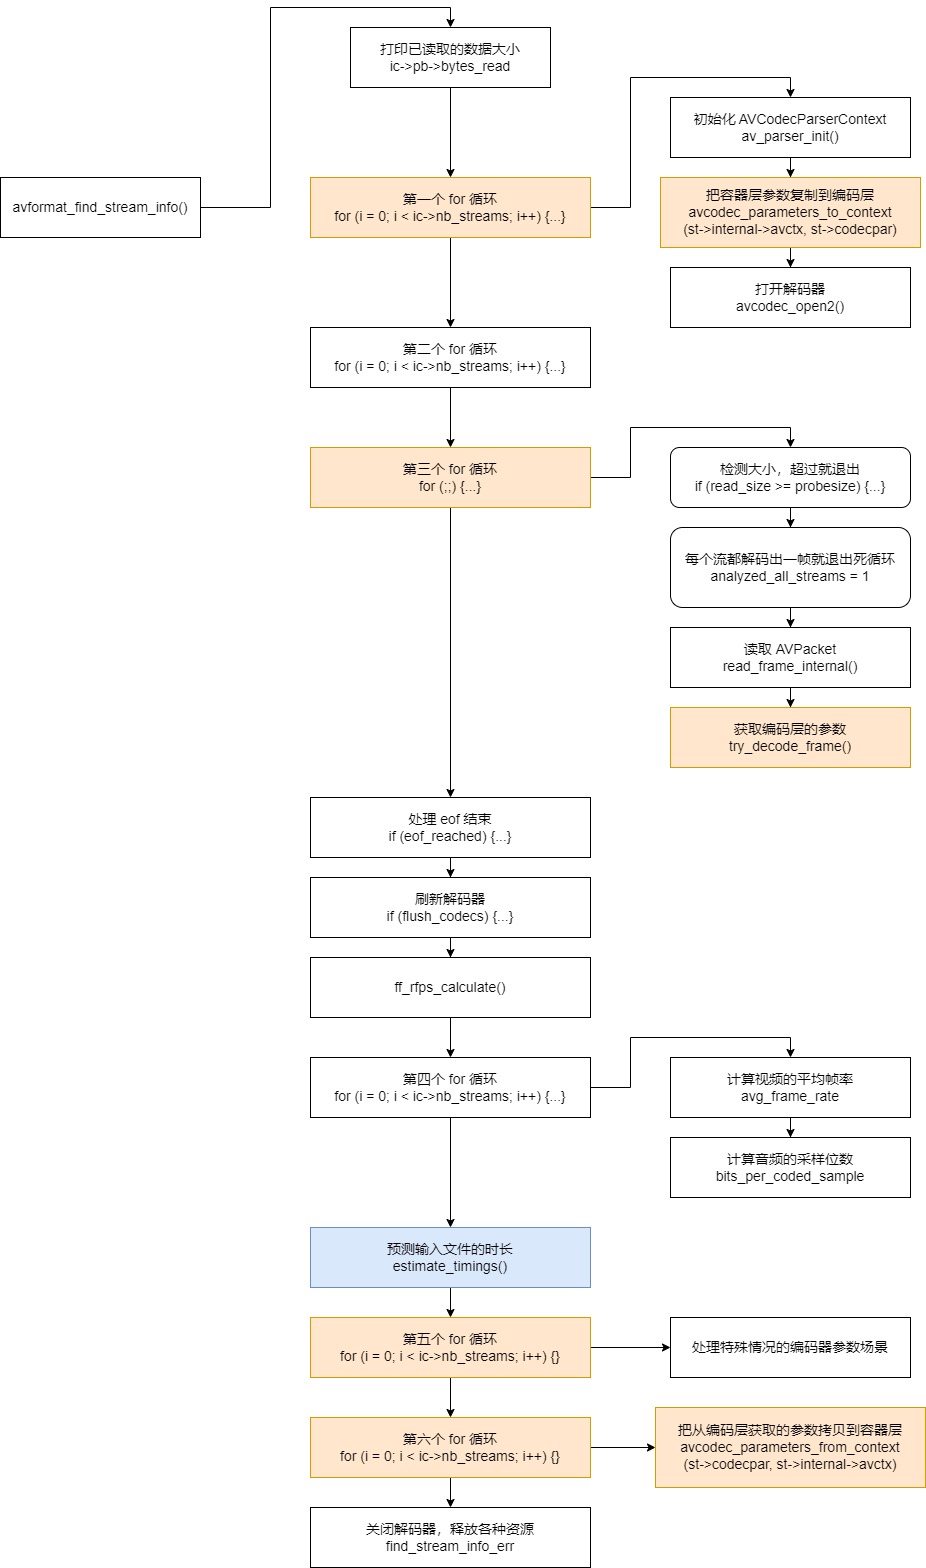 打印已读取的数据大小
ic->pb->bytes_read
初始化 AVCodecParserContext
av_parser_init()
avformat_find_stream_info()
第一个 for 循环
for (i = 0; i < ic->nb_streams; i++) {...}
把容器层参数复制到编码层
avcodec_parameters_to_context
(st->internal->avctx, st->codecpar)
打开解码器
avcodec_open2()
第二个 for 循环
for (i = 0; i < ic->nb_streams; i++) {...}
第三个 for 循环
for (;;) {...}
检测大小，超过就退出
if (read_size >= probesize) {...}
每个流都解码出一帧就退出死循环
analyzed_all_streams = 1
读取 AVPacket
read_frame_internal()
获取编码层的参数
try_decode_frame()
处理 eof 结束
if (eof_reached) {...}
刷新解码器
if (flush_codecs) {...}
ff_rfps_calculate()
第四个 for 循环
for (i = 0; i < ic->nb_streams; i++) {...}
计算视频的平均帧率
avg_frame_rate
计算音频的采样位数
bits_per_coded_sample
预测输入文件的时长
estimate_timings()
第五个 for 循环
for (i = 0; i < ic->nb_streams; i++) {}
处理特殊情况的编码器参数场景
第六个 for 循环
for (i = 0; i < ic->nb_streams; i++) {}
把从编码层获取的参数拷贝到容器层
avcodec_parameters_from_context
(st->codecpar, st->internal->avctx)
关闭解码器，释放各种资源
find_stream_info_err